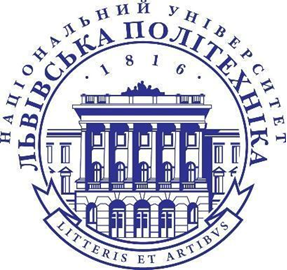 НАЦІОНАЛЬНИЙ УНІВЕРСИТЕТ
ЛЬВІВСЬКА ПОЛІТЕХНІКА
· 1816 ·
LITTERIS ET ARTIBVS